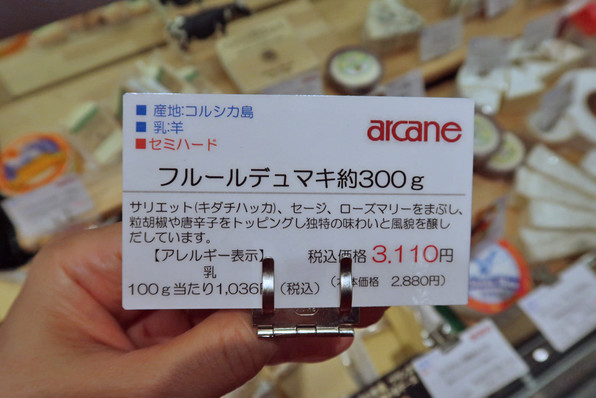 ■ 産地:コルシカ島
■ 乳:羊
■セミハード
arcane
フルールデュマキ約300g
サリエット(キダチハッカ)、セージ、ローズマリーをまぶし、
粒胡椒や唐辛子をトッピングし独特の味わいと風貌を醸し
だしています。
【アレルギー表示】
乳
税込価格 3,110円
100g当たり1,036 (税込)
本価格 2,880円)